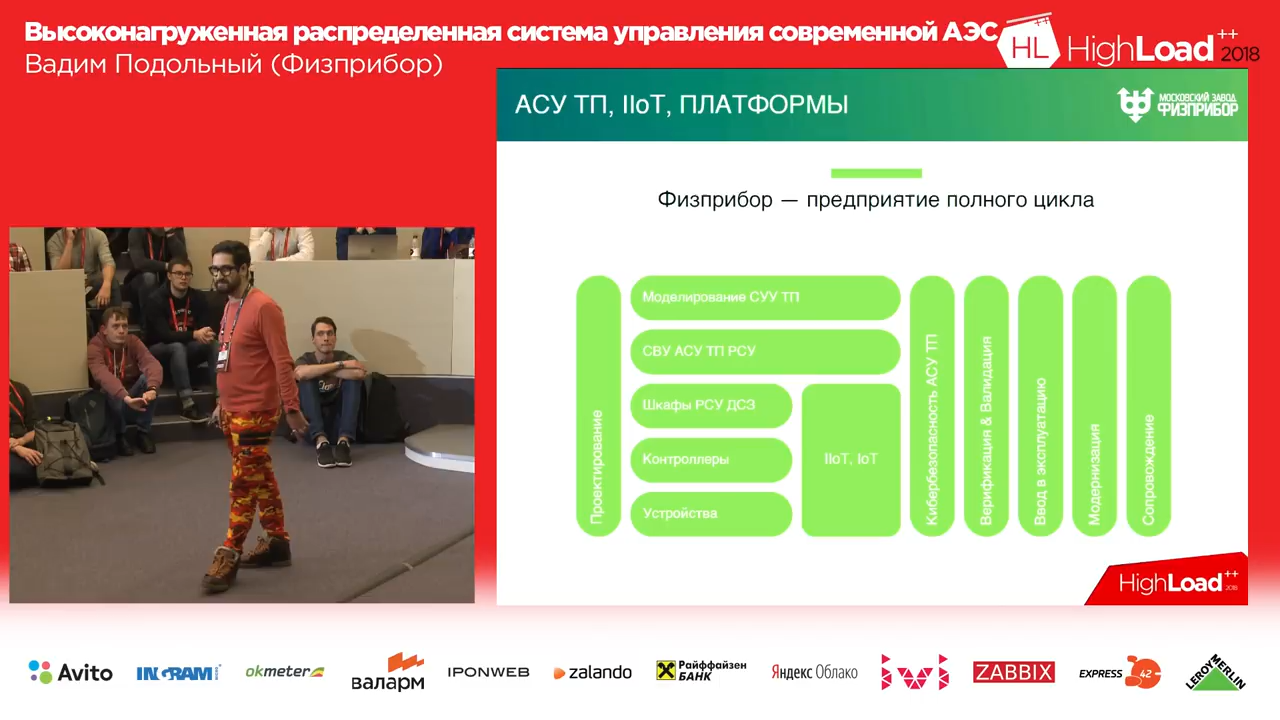 Высоконагруженная распределенная система управления современной АЭС
Вадим Подольный (Физприбор)
HL HighLoad++ 2018
АСУ ТП, IIoT, ПЛАТФОРМЫ
МОСКОВСКИЙ ЗАВОД
ФИЗПРИБОР
Физприбор — предприятие полного цикла
Проектирование
Моделирование СУУ ТП
СВУ АСУ ТП РСУ
Шкафы РСУ ДСЗ
Контроллеры
Устройства
IIoT, IoT
Кибербезопасность АСУ ТП
Верификация & Валидация
Ввод в эксплуатацию
Модернизация
Сопровождение
HighLoad++ 2018
Avito
INGRAM
okmeter
валарм
IPONWEB
zalando
Райффайзен
БАНК
Яндекс Облако
ivi
ZABBIX
EXPRESS 42
LEROY MERLIN